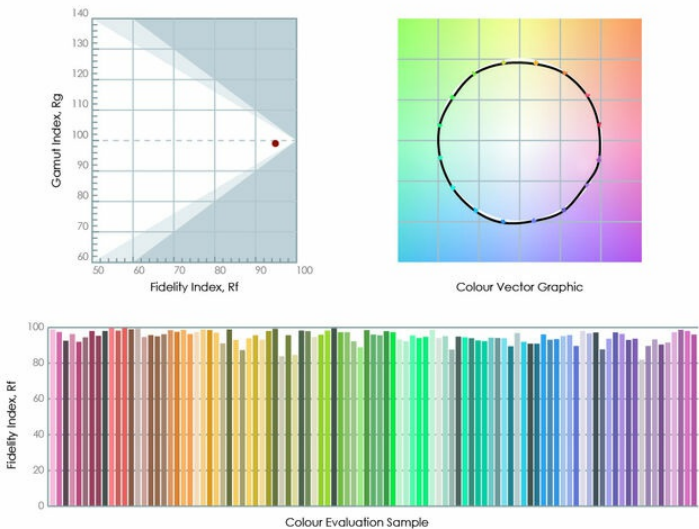 140
130
120
110
100
90
80
70
60
Gamut Index, Rg
50 60 70 80 90 100
Fidelity Index, Rf
Colour Vector Graphic
100
80
60
40
20
0
Fidelity Index, Rf
Colour Evaluation Sample